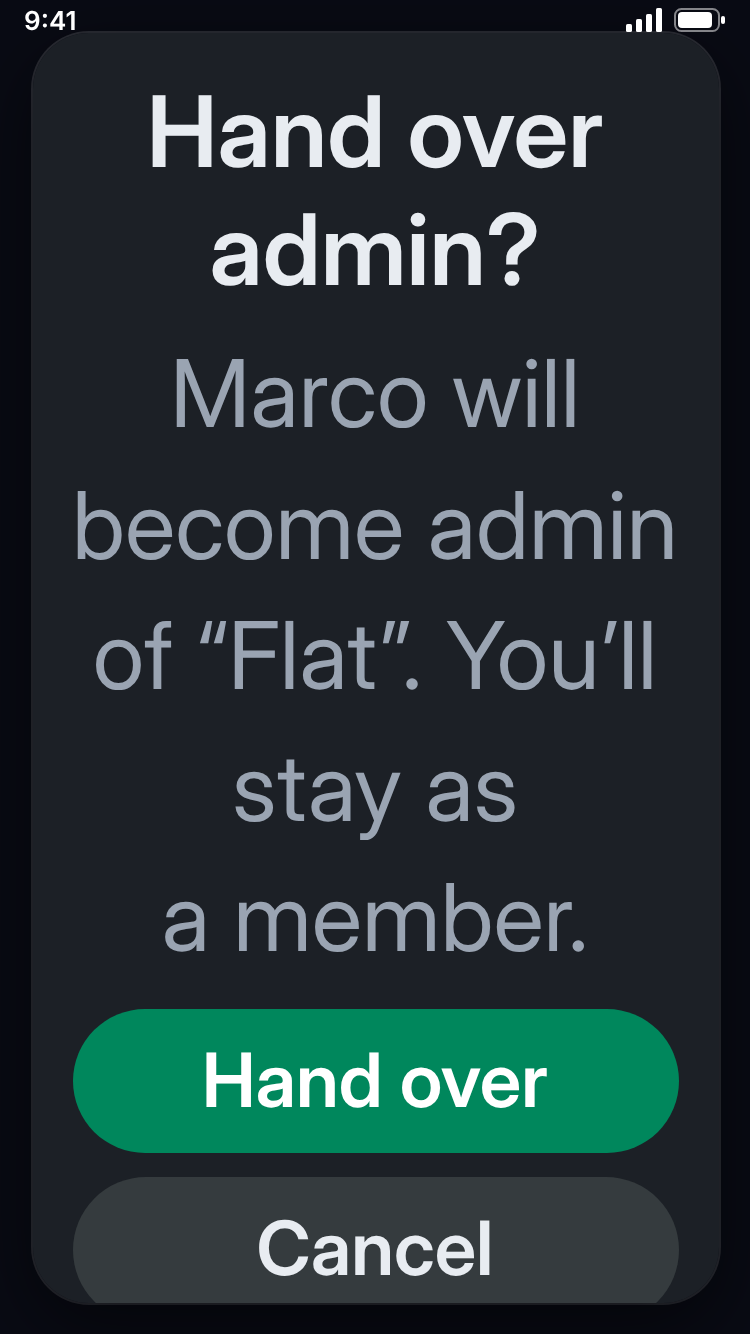 9:41
Hand over
admin?
Marco will
become admin
of “Flat”. You’ll
stay as
a member.
Hand over
Cancel